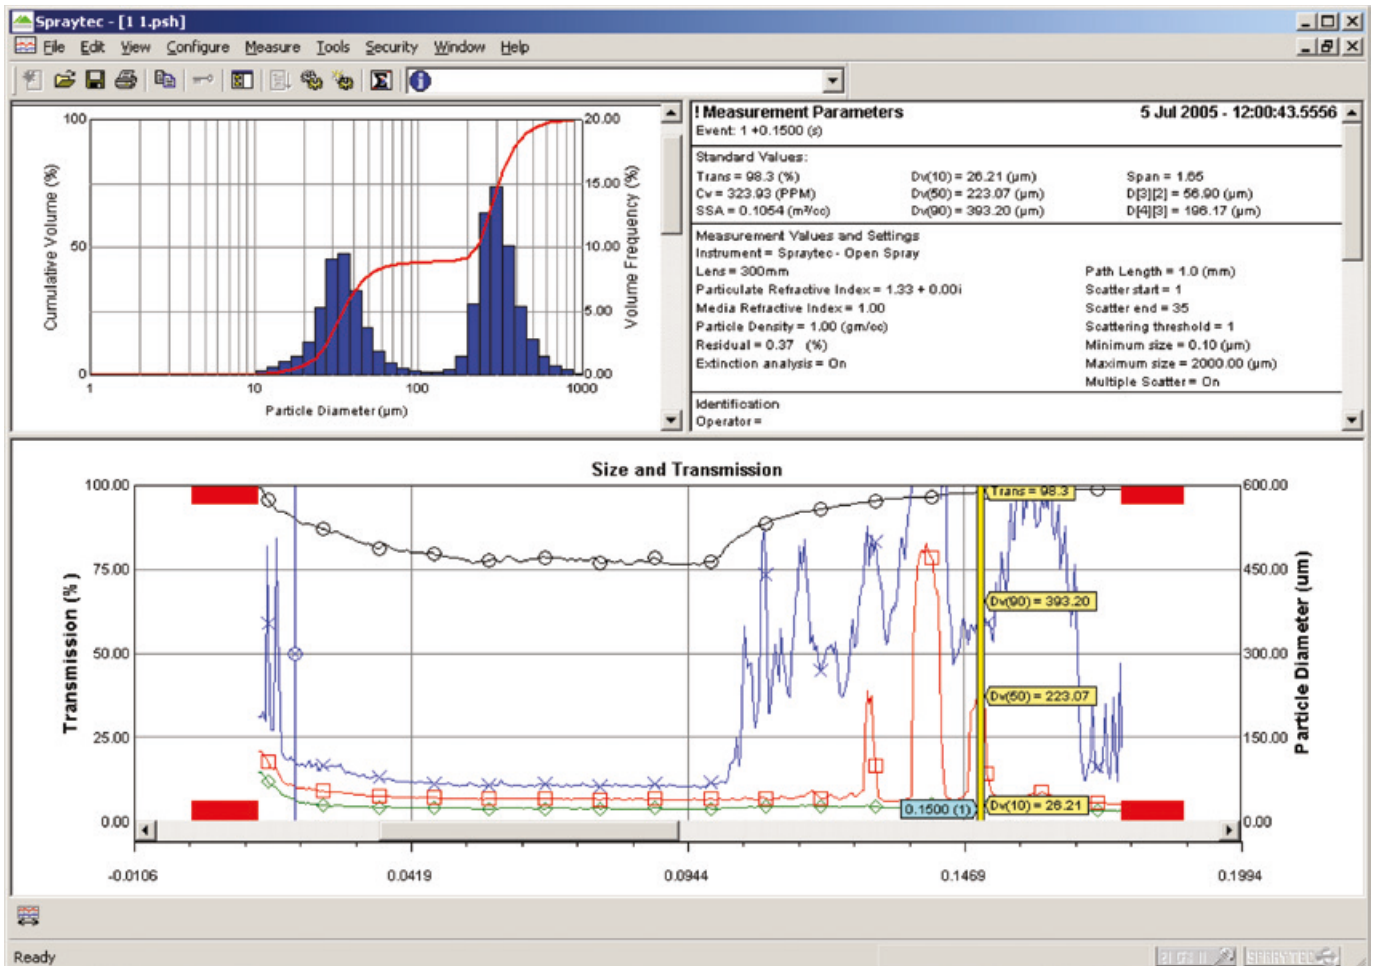 Spraytec - [1 1.psh]
File Edit View Configure Measure Tools Security Window Help
100
50
0
Cumulative Volume (%)
20.00
15.00
10.00
5.00
0.00
Volume Frequency (%)
1 10 100 1000
Particle Diameter (µm)
! Measurement Parameters 5 Jul 2005 - 12:00:43.5556
Event: 1 +0.1500 (s)
Standard Values:
Trans = 98.3 (%) Dv(10) = 26.21 (µm) Span = 1.65
Cv = 323.93 (PPM) Dv(50) = 223.07 (µm) D[3][2] = 56.90 (µm)
SSA = 0.1054 (m²/cc) Dv(90) = 393.20 (µm) D[4][3] = 196.17 (µm)
Measurement Values and Settings
Instrument = Spraytec - Open Spray
Lens = 300mm Path Length = 1.0 (mm)
Particulate Refractive Index = 1.33 + 0.00i Scatter start = 1
Media Refractive Index = 1.00 Scatter end = 35
Particle Density = 1.00 (gm/cc) Scattering threshold = 1
Residual = 0.37 (%) Minimum size = 0.10 (µm)
Extinction analysis = On Maximum size = 2000.00 (µm)
Multiple Scatter = On
Identification
Operator =
Size and Transmission
100.00
75.00
50.00
25.00
0.00
Transmission (%)
Trans = 98.3
Dv(90) = 393.20
Dv(50) = 223.07
0.1500 (1)
Dv(10) = 26.21
600.00
450.00
300.00
150.00
0.00
Particle Diameter (um)
-0.0106 0.0419 0.0944 0.1469 0.1994
Ready
SPRAYTEC